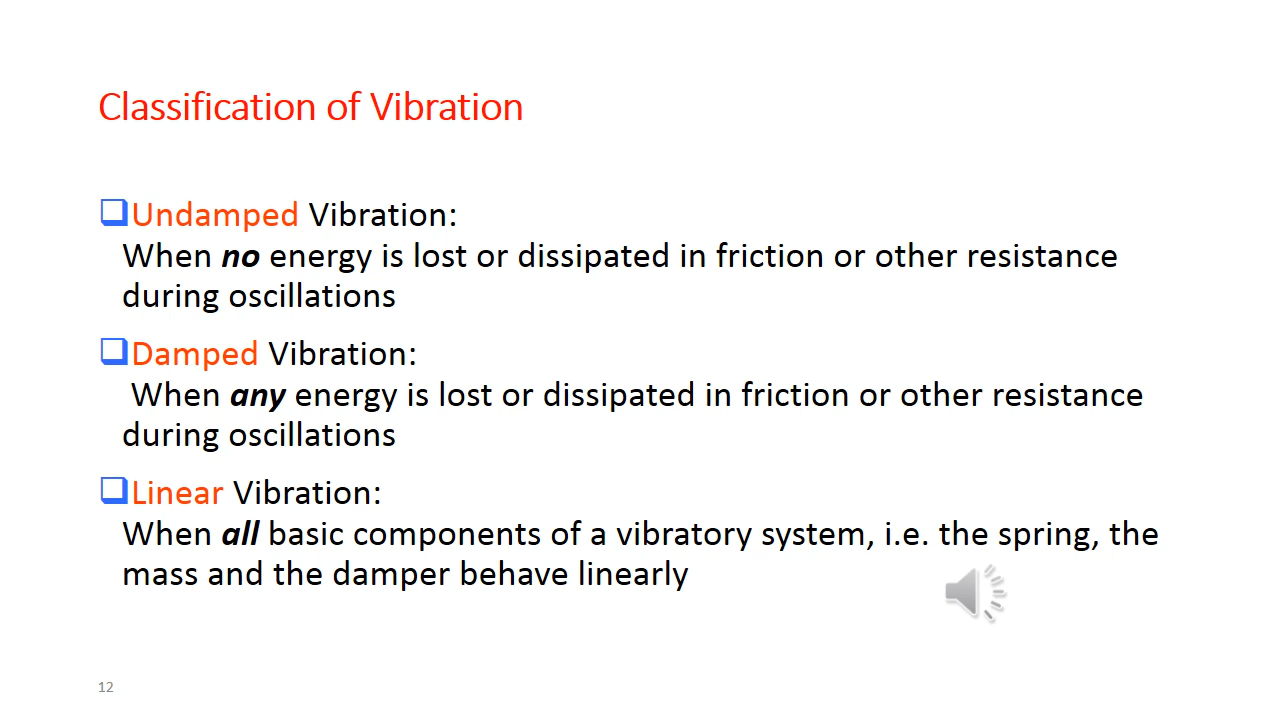 Classification of Vibration
Undamped Vibration:
When no energy is lost or dissipated in friction or other resistance
during oscillations
Damped Vibration:
When any energy is lost or dissipated in friction or other resistance
during oscillations
Linear Vibration:
When all basic components of a vibratory system, i.e. the spring, the
mass and the damper behave linearly
12